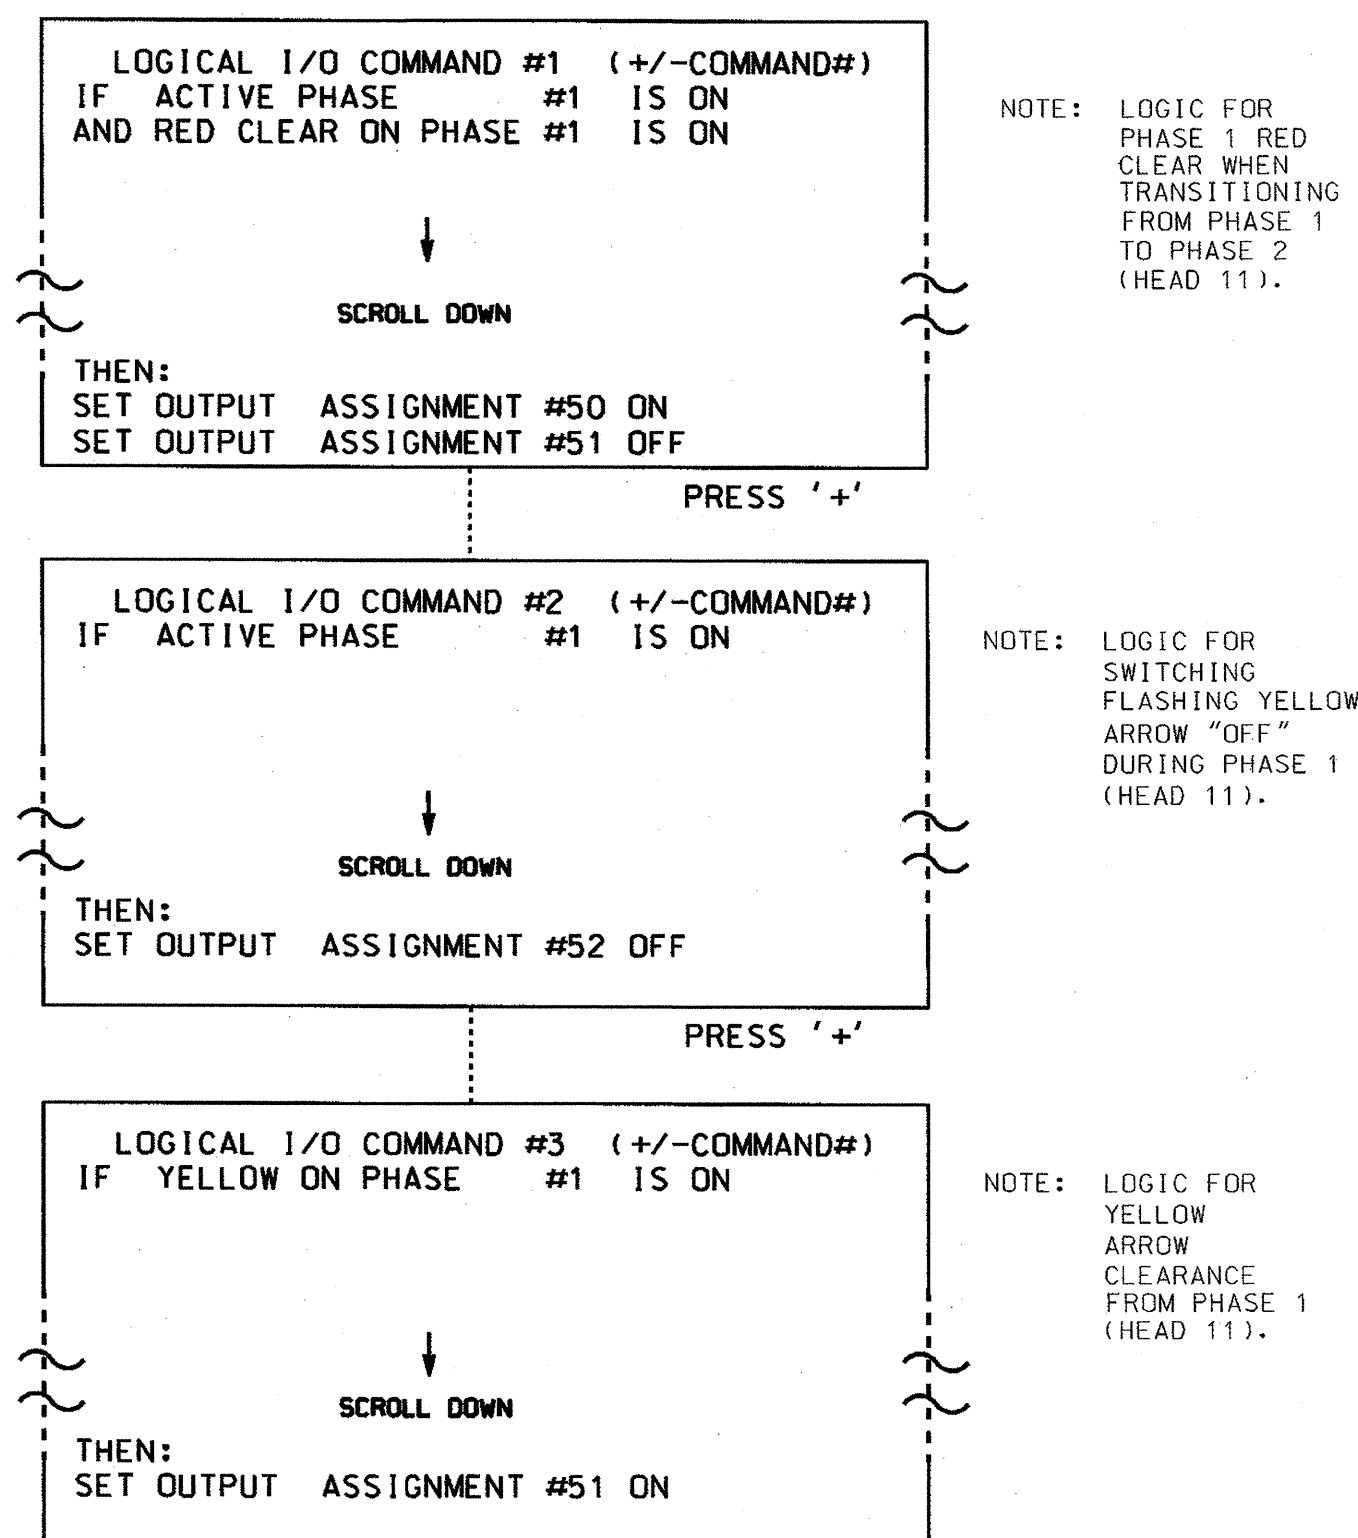 LOGICAL I/O COMMAND #1 (+/-COMMAND#)
IF ACTIVE PHASE #1 IS ON
AND RED CLEAR ON PHASE #1 IS ON
SCROLL DOWN
THEN:
SET OUTPUT ASSIGNMENT #50 ON
SET OUTPUT ASSIGNMENT #51 OFF
NOTE: LOGIC FOR
PHASE 1 RED
CLEAR WHEN
TRANSITIONING
FROM PHASE 1
TO PHASE 2
(HEAD 11).
PRESS '+'
LOGICAL I/O COMMAND #2 (+/-COMMAND#)
IF ACTIVE PHASE #1 IS ON
SCROLL DOWN
THEN:
SET OUTPUT ASSIGNMENT #52 OFF
NOTE: LOGIC FOR
SWITCHING
FLASHING YELLOW
ARROW "OFF"
DURING PHASE 1
(HEAD 11).
PRESS '+'
LOGICAL I/O COMMAND #3 (+/-COMMAND#)
IF YELLOW ON PHASE #1 IS ON
SCROLL DOWN
THEN:
SET OUTPUT ASSIGNMENT #51 ON
NOTE: LOGIC FOR
YELLOW
ARROW
CLEARANCE
FROM PHASE 1
(HEAD 11).